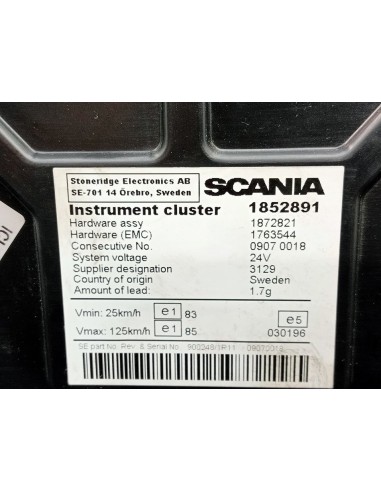 Stoneridge Electronics AB
SE-701 14 Örebro, Sweden
SCANIA
Instrument cluster 1852891
Hardware assy 1872821
Hardware (EMC) 1763544
Consecutive No. 0907 0018
System voltage 24V
Supplier designation 3129
Country of origin Sweden
Amount of lead: 1.7g
Vmin: 25km/h e1 83
e5
Vmax: 125km/h e1 85
030196
SE part No. Rev. & Serial No.